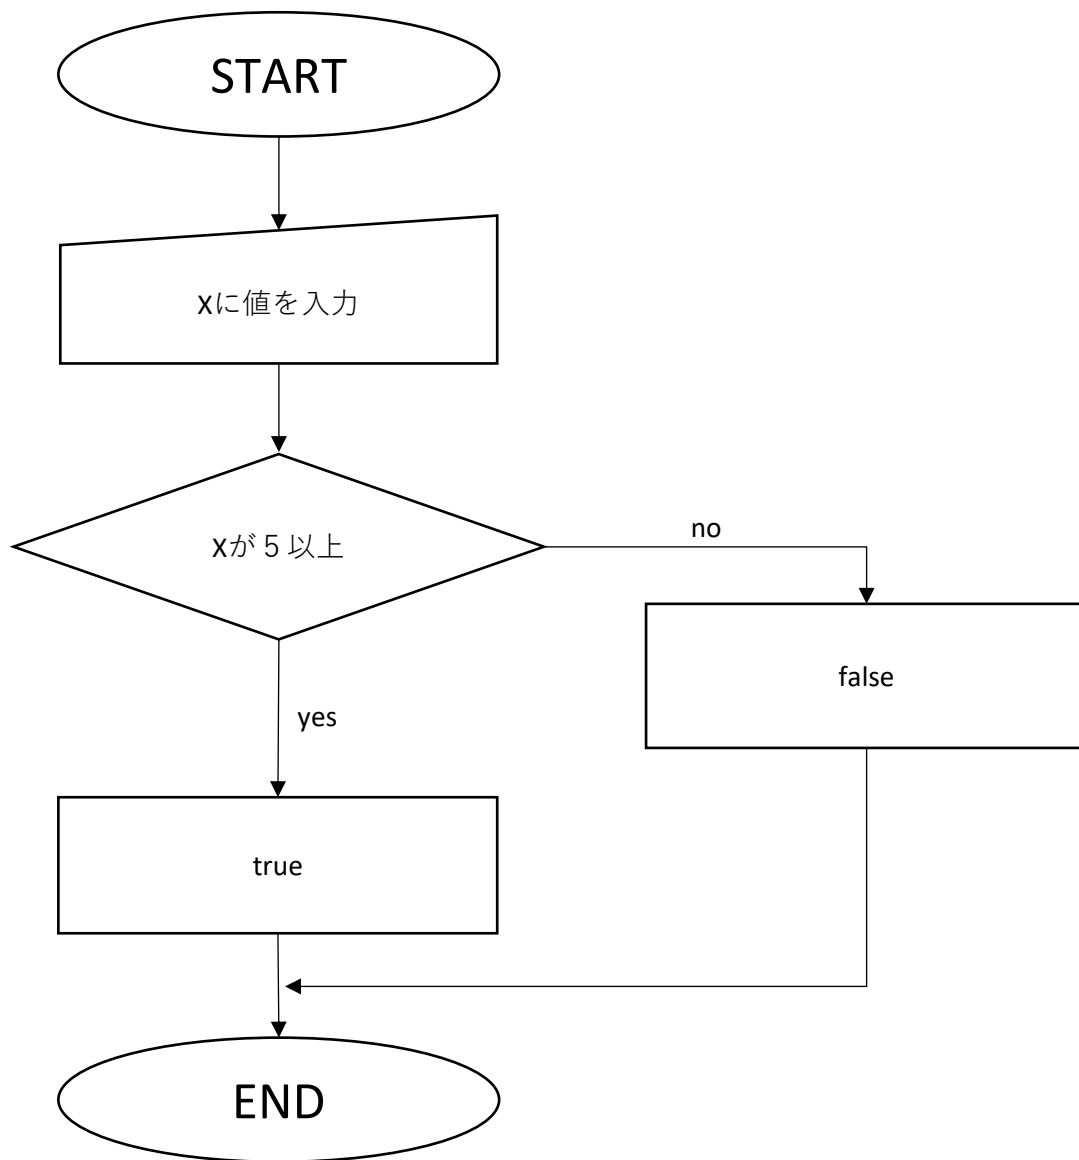 START
xに値を入力
xが５以上
no
false
yes
true
END